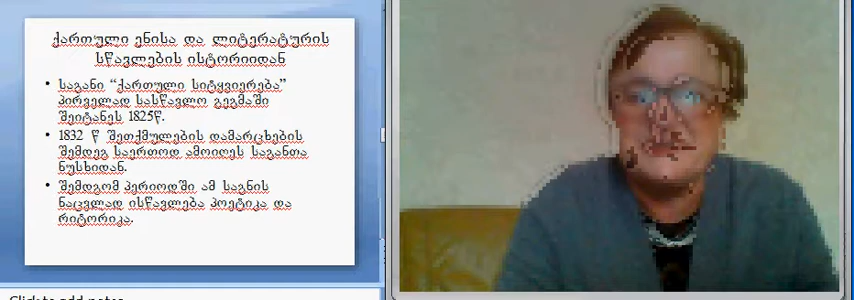 ქართული ენისა და ლიტერატურის
სწავლების ისტორიიდან
• საგანი “ქართული სიტყვიერება”
პირველად სასწავლო გეგმაში
შეიტანეს 1825წ.
• 1832 წ შეთქმულების დამარცხების
შემდეგ საერთოდ ამოიღეს საგანთა
ნუსხიდან.
• შემდგომ პერიოდში ამ საგნის
ნაცვლად ისწავლება პოეტიკა და
რიტორიკა.
Click to add notes